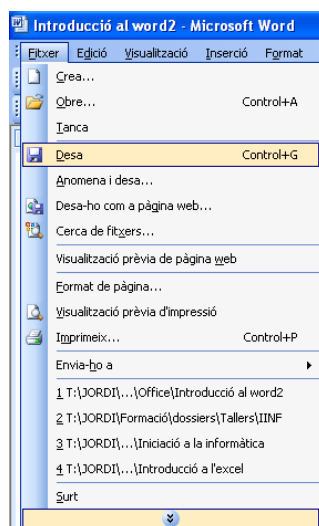 Introducció al word2 - Microsoft Word
Fitxer Edició Visualització Inserció Format
Crea...
Obre... Control+A
Tanca
Desa Control+G
Anomena i desa...
Desa-ho com a pàgina web...
Cerca de fitxers...
Visualització prèvia de pàgina web
Format de pàgina...
Visualització prèvia d'impressió
Imprimeix... Control+P
Envia-ho a
1 T:\JORDI\...\Office\Introducció al word2
2 T:\JORDI\Formació\dossiers\Tallers\IINF
3 T:\JORDI\...\Iniciació a la informàtica
4 T:\JORDI\...\Introducció a l'excel
Surt